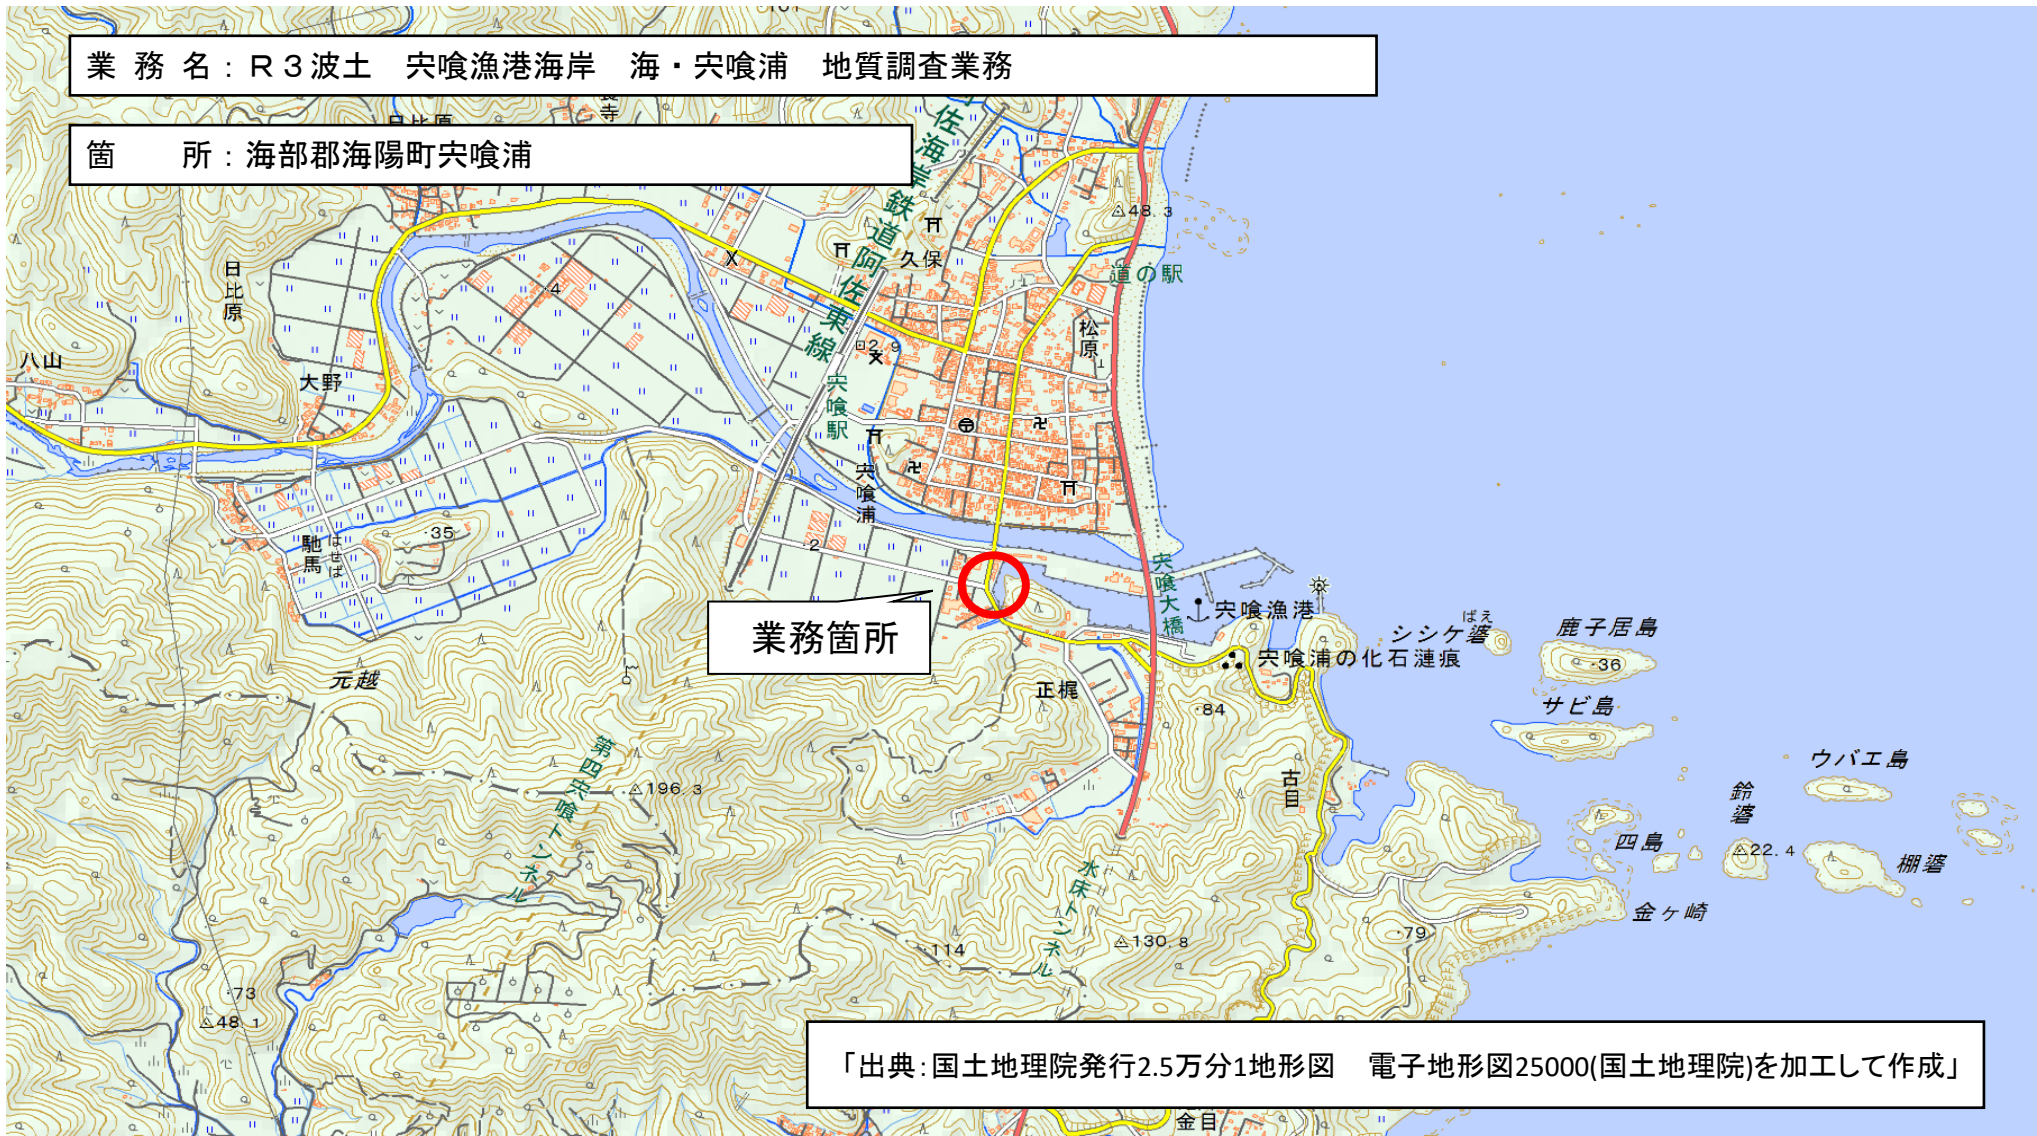 業 務 名：Ｒ３波土　宍喰漁港海岸　海・宍喰浦　地質調査業務
箇　　所：海部郡海陽町宍喰浦
佐海岸鉄道阿佐東線
久保
48.3
道の駅
日比原
4
松原
2.9
八山
大野
宍喰駅
宍喰浦
35
馳馬
はせば
2
宍喰大橋
宍喰漁港
業務箇所
シシケ碆
ばえ
鹿子居島
36
宍喰浦の化石漣痕
元越
正梶
84
サビ島
第四宍喰トンネル
196.3
古目
ウバエ島
鈴碆
四島
22.4
棚碆
水床トンネル
金ヶ崎
114
130.8
79
73
48.1
「出典：国土地理院発行2.5万分1地形図　電子地形図25000(国土地理院)を加工して作成」
金目